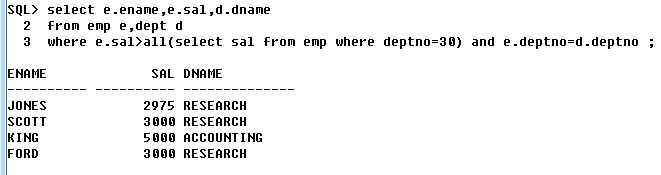 SQL> select e.ename,e.sal,d.dname
  2  from emp e,dept d
  3  where e.sal>all(select sal from emp where deptno=30) and e.deptno=d.deptno ;
ENAME             SAL DNAME
---------- ---------- --------------
JONES            2975 RESEARCH
SCOTT            3000 RESEARCH
KING             5000 ACCOUNTING
FORD             3000 RESEARCH